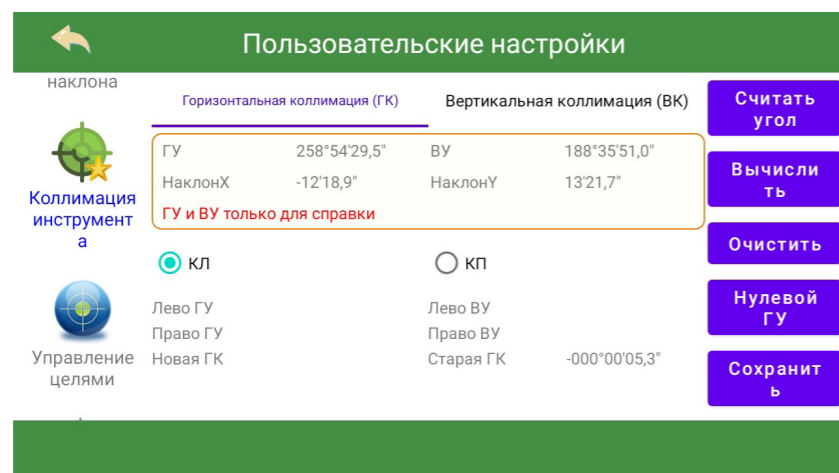 Пользовательские настройки
наклона
Коллимация
инструмент
а
Управление
целями
Горизонтальная коллимация (ГК) Вертикальная коллимация (ВК)
ГУ 258°54'29,5" ВУ 188°35'51,0"
НаклонX -12'18,9" НаклонY 13'21,7"
ГУ и ВУ только для справки
КЛ КП
Лево ГУ Лево ВУ
Право ГУ Право ВУ
Новая ГК Старая ГК -000°00'05,3"
Считать
угол
Вычисли
ть
Очистить
Нулевой
ГУ
Сохранит
ь